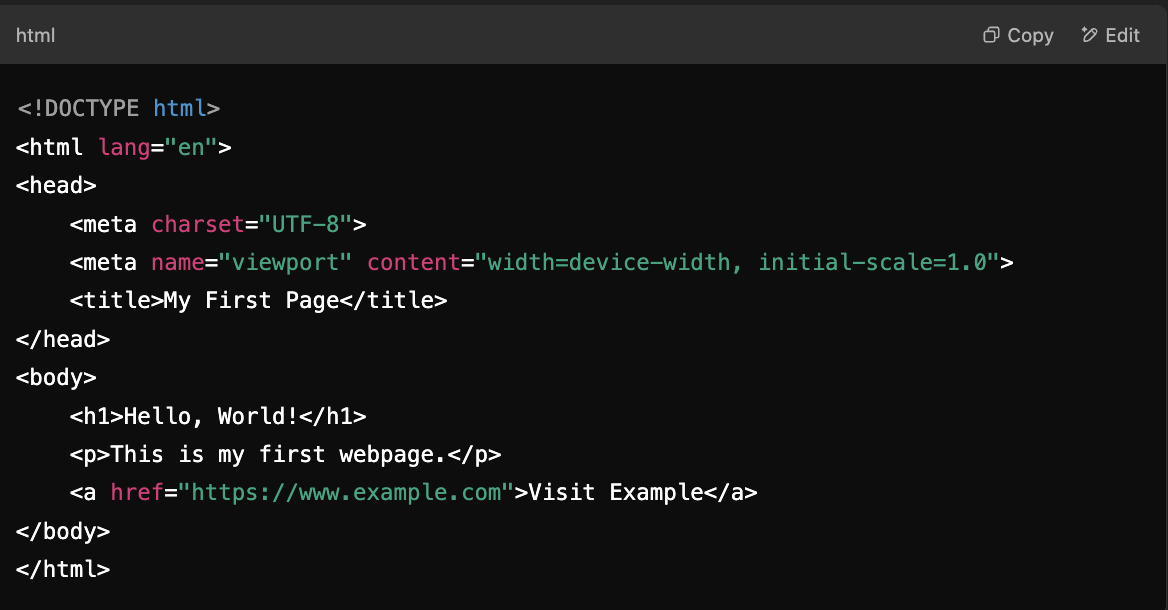 html
Copy Edit
<!DOCTYPE html>
<html lang="en">
<head>
    <meta charset="UTF-8">
    <meta name="viewport" content="width=device-width, initial-scale=1.0">
    <title>My First Page</title>
</head>
<body>
    <h1>Hello, World!</h1>
    <p>This is my first webpage.</p>
    <a href="https://www.example.com">Visit Example</a>
</body>
</html>